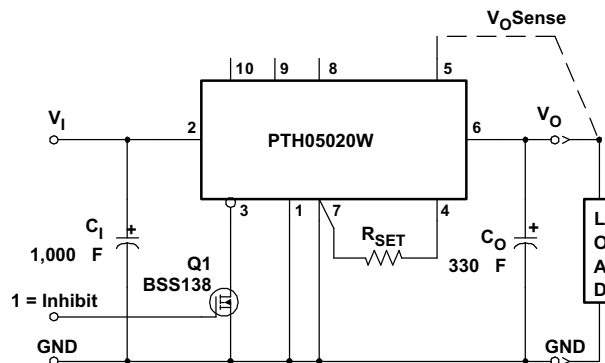 VOSense
10 9 8 5
VI
2
PTH05020W
6
VO
3 1 7 4
RSET
CI
+
1,000 F
Q1
BSS138
CO
+
330 F
LOAD
1 = Inhibit
GND
GND